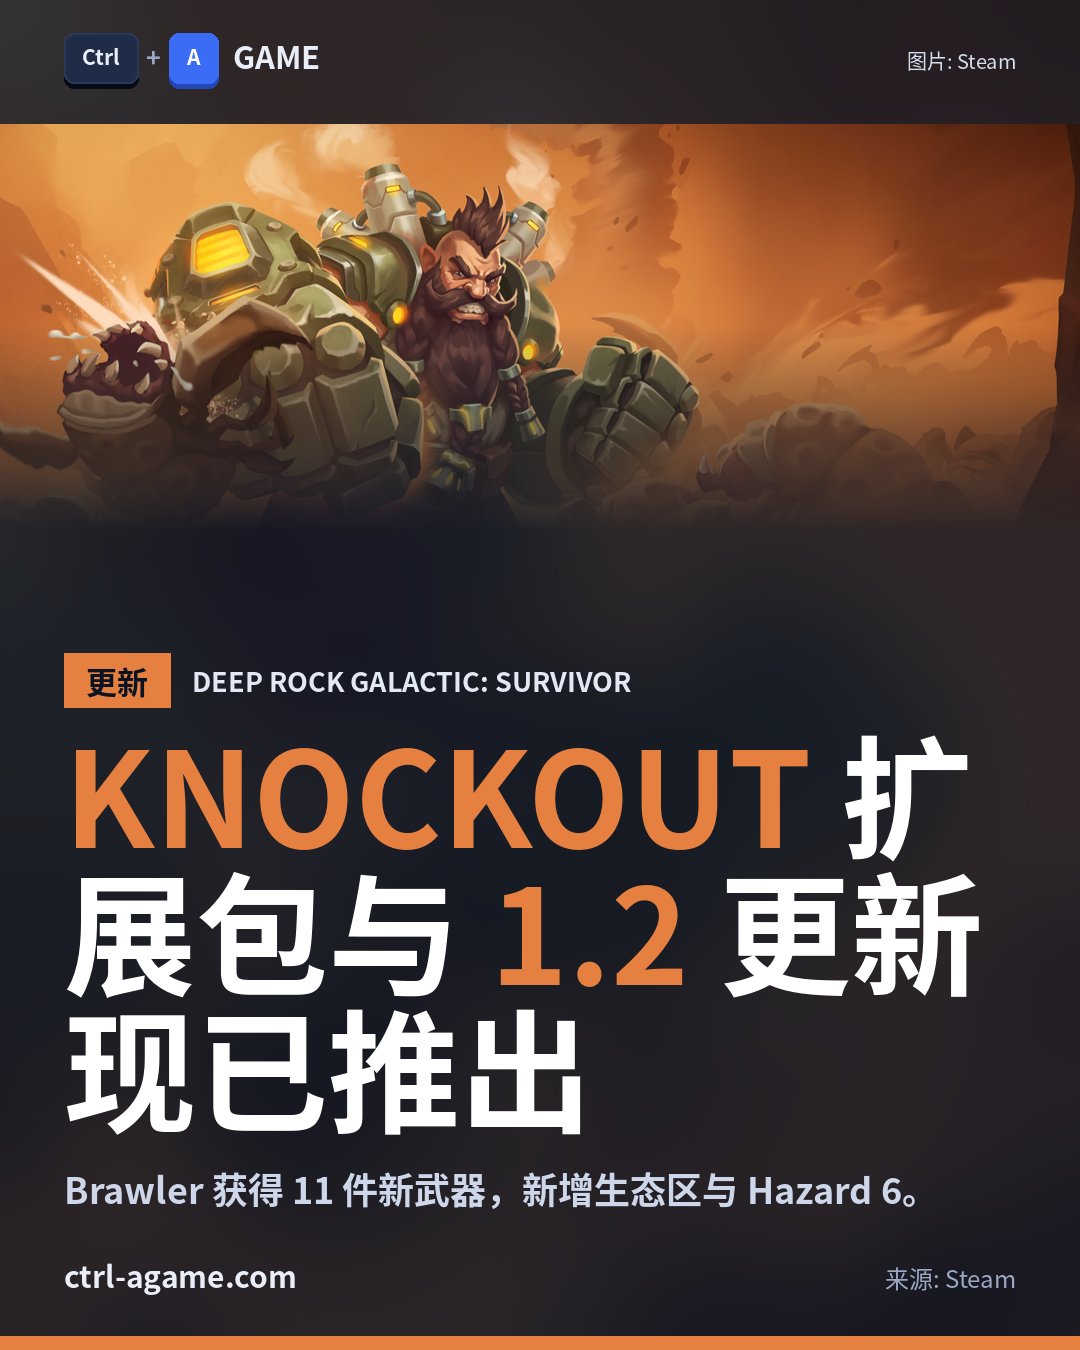 Ctrl + A GAME
图片: Steam
更新 DEEP ROCK GALACTIC: SURVIVOR
KNOCKOUT 扩
展包与 1.2 更新
现已推出
Brawler 获得 11 件新武器，新增生态区与 Hazard 6。
ctrl-agame.com
来源: Steam